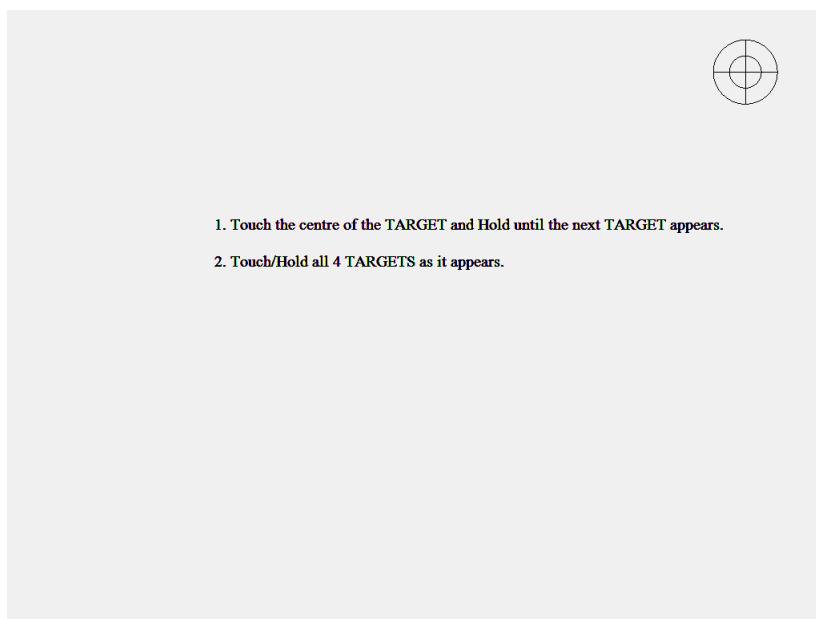 1. Touch the centre of the TARGET and Hold until the next TARGET appears.
2. Touch/Hold all 4 TARGETS as it appears.